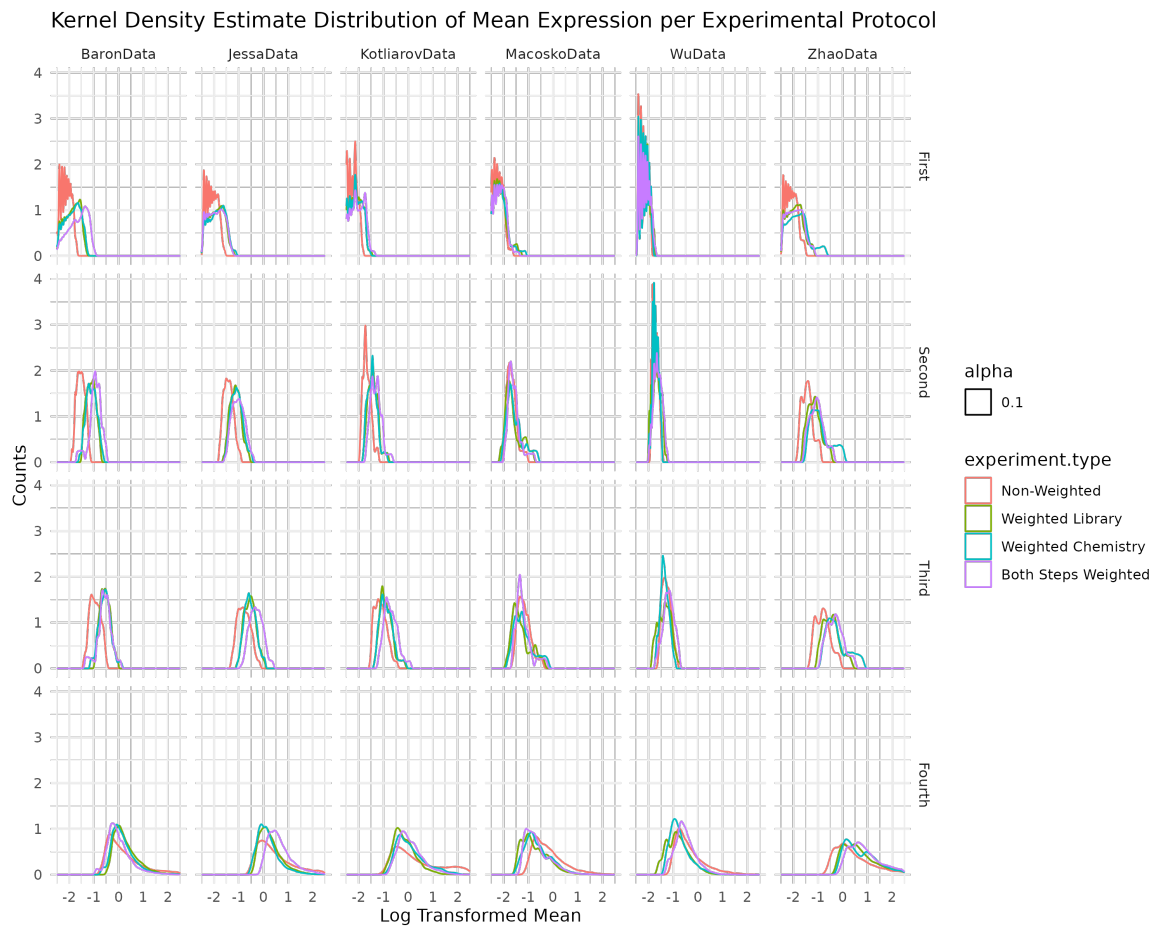 Kernel Density Estimate Distribution of Mean Expression per Experimental Protocol
BaronData JessaData KotliarovData MacoskoData WuData ZhaoData
4
3
2
1
0
First
4
3
2
1
0
Second
4
3
2
1
0
Third
4
3
2
1
0
Fourth
Counts
-2 -1 0 1 2 -2 -1 0 1 2 -2 -1 0 1 2 -2 -1 0 1 2 -2 -1 0 1 2 -2 -1 0 1 2
Log Transformed Mean
alpha
0.1
experiment.type
Non-Weighted
Weighted Library
Weighted Chemistry
Both Steps Weighted